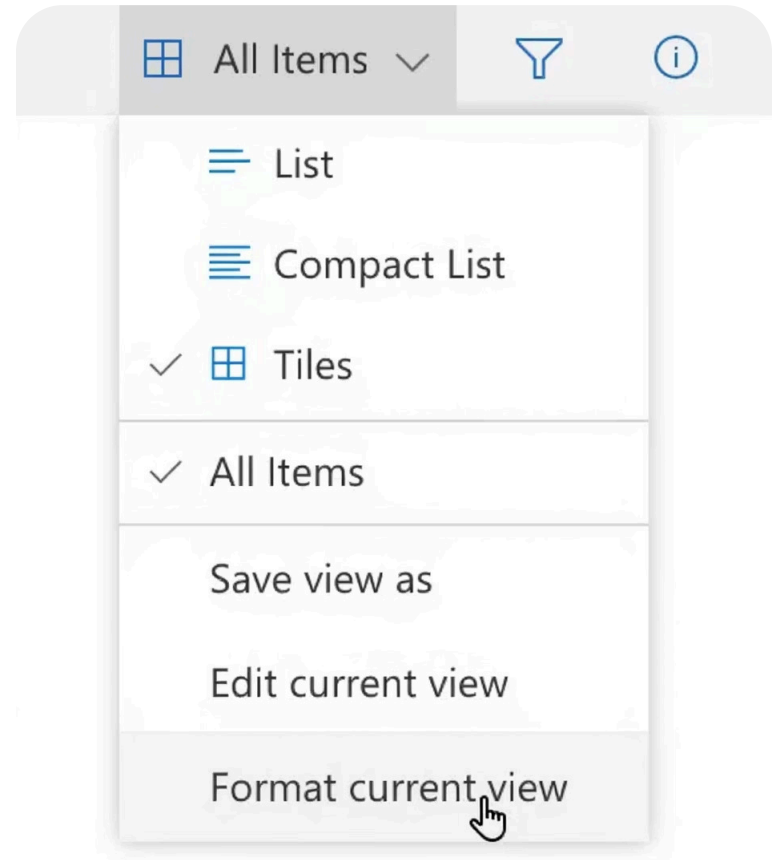 All Items
List
Compact List
Tiles
All Items
Save view as
Edit current view
Format current view